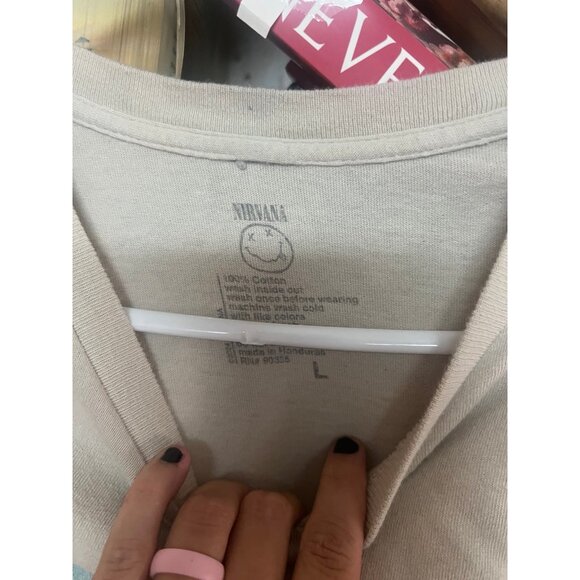 NEVE
NIRVANA
100% Cotton
wash inside out
wash once before wearing
machine wash cold
with like colors
made in Honduras
L